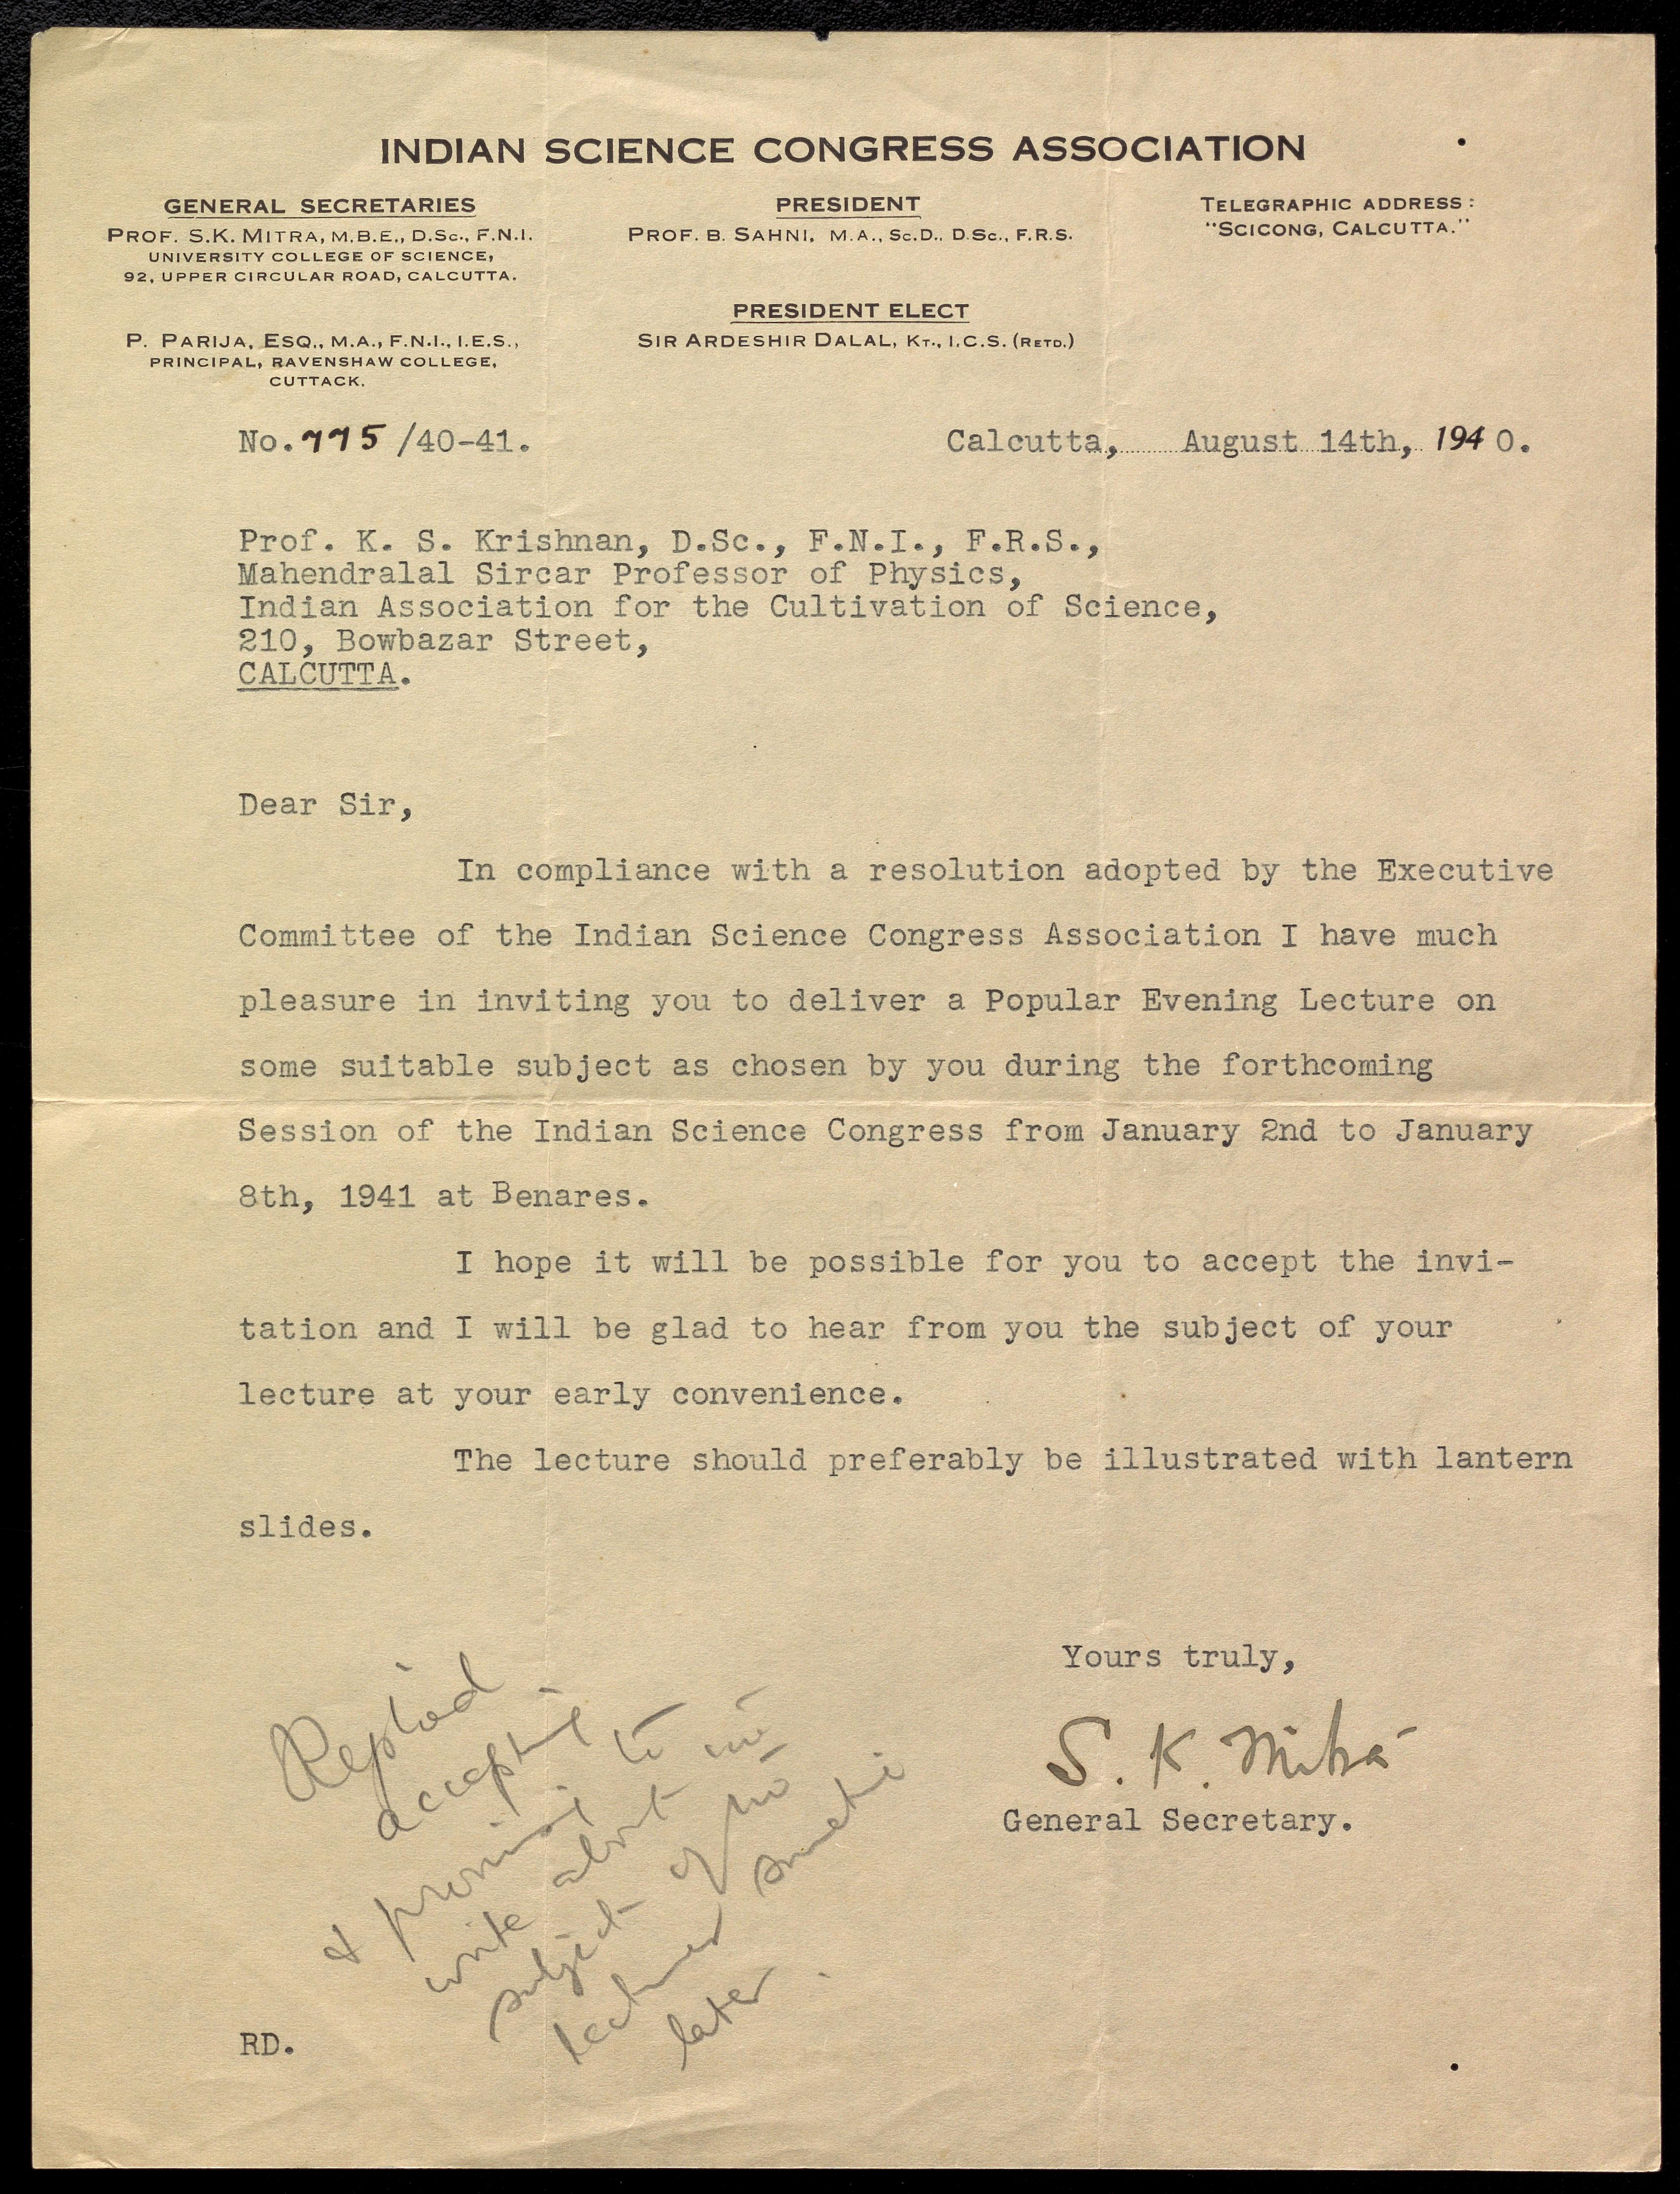 INDIAN SCIENCE CONGRESS ASSOCIATION
GENERAL SECRETARIES
PROF. S.K. MITRA, M.B.E., D.Sc., F.N.I.
UNIVERSITY COLLEGE OF SCIENCE,
92, UPPER CIRCULAR ROAD, CALCUTTA.
P. PARIJA, ESQ., M.A., F.N.I., I.E.S.,
PRINCIPAL, RAVENSHAW COLLEGE,
CUTTACK.
PRESIDENT
PROF. B. SAHNI, M.A., Sc.D., D.Sc., F.R.S.
PRESIDENT ELECT
SIR ARDESHIR DALAL, KT., I.C.S. (RETD.)
TELEGRAPHIC ADDRESS:
"SCICONG, CALCUTTA."
No. 775 /40-41.
Calcutta, August 14th, 1940.
Prof. K. S. Krishnan, D.Sc., F.N.I., F.R.S.,
Mahendralal Sircar Professor of Physics,
Indian Association for the Cultivation of Science,
210, Bowbazar Street,
CALCUTTA.
Dear Sir,
In compliance with a resolution adopted by the Executive
Committee of the Indian Science Congress Association I have much
pleasure in inviting you to deliver a Popular Evening Lecture on
some suitable subject as chosen by you during the forthcoming
Session of the Indian Science Congress from January 2nd to January
8th, 1941 at Benares.
I hope it will be possible for you to accept the invi-
tation and I will be glad to hear from you the subject of your
lecture at your early convenience.
The lecture should preferably be illustrated with lantern
slides.
Yours truly,
S. K. Mitra
General Secretary.
Replied
accepting
& promising to
write about
subject of
lecture
later.
RD.